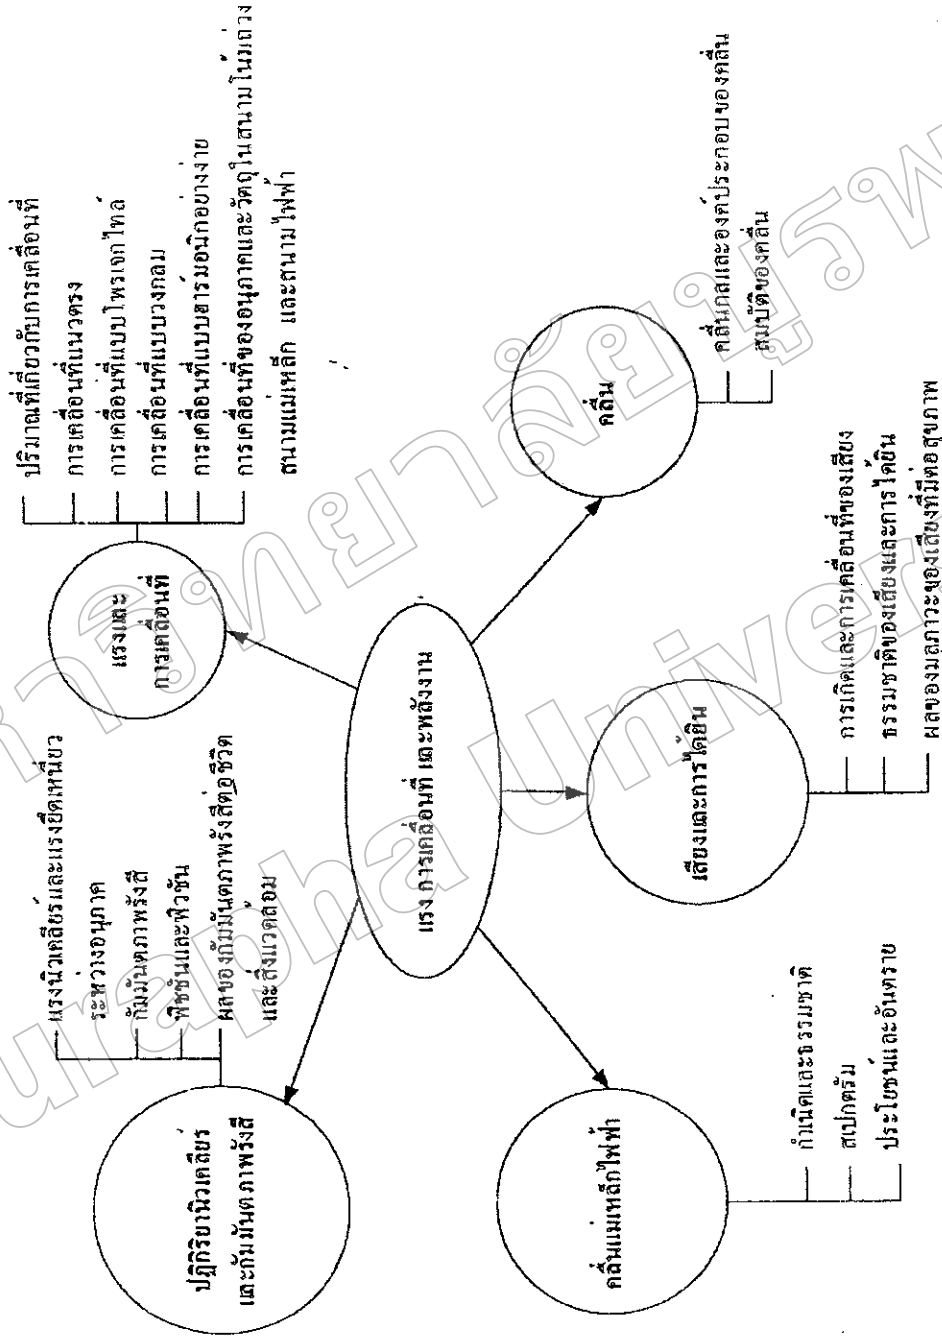 แรง การเคลื่อนที่ และพลังงาน
แรงและ
การเคลื่อนที่
ปริมาณที่เกี่ยวกับการเคลื่อนที่
การเคลื่อนที่แนวตรง
การเคลื่อนที่แบบโพรเจกไทล์
การเคลื่อนที่แบบวงกลม
การเคลื่อนที่แบบฮาร์มอนิกอย่างง่าย
การเคลื่อนที่ของอนุภาคและวัตถุในสนามโน้มถ่วง
สนามแม่เหล็ก และสนามไฟฟ้า
คลื่น
คลื่นกลและองค์ประกอบของคลื่น
สมบัติของคลื่น
เสียงและการได้ยิน
การเกิดและการเคลื่อนที่ของเสียง
ธรรมชาติของเสียงและการได้ยิน
ผลของมลภาวะของเสียงที่มีต่อสุขภาพ
คลื่นแม่เหล็กไฟฟ้า
กำเนิดและธรรมชาติ
สเปกตรัม
ประโยชน์และอันตราย
ปฏิกิริยานิวเคลียร์
และกัมมันตภาพรังสี
แรงนิวเคลียร์และแรงยึดเหนี่ยว
ระหว่างอนุภาค
กัมมันตภาพรังสี
ฟิชชันและฟิวชัน
ผลของกัมมันตภาพรังสีต่อชีวิต
และสิ่งแวดล้อม
หาวิทยาลัยบูรพ
urapha Univer